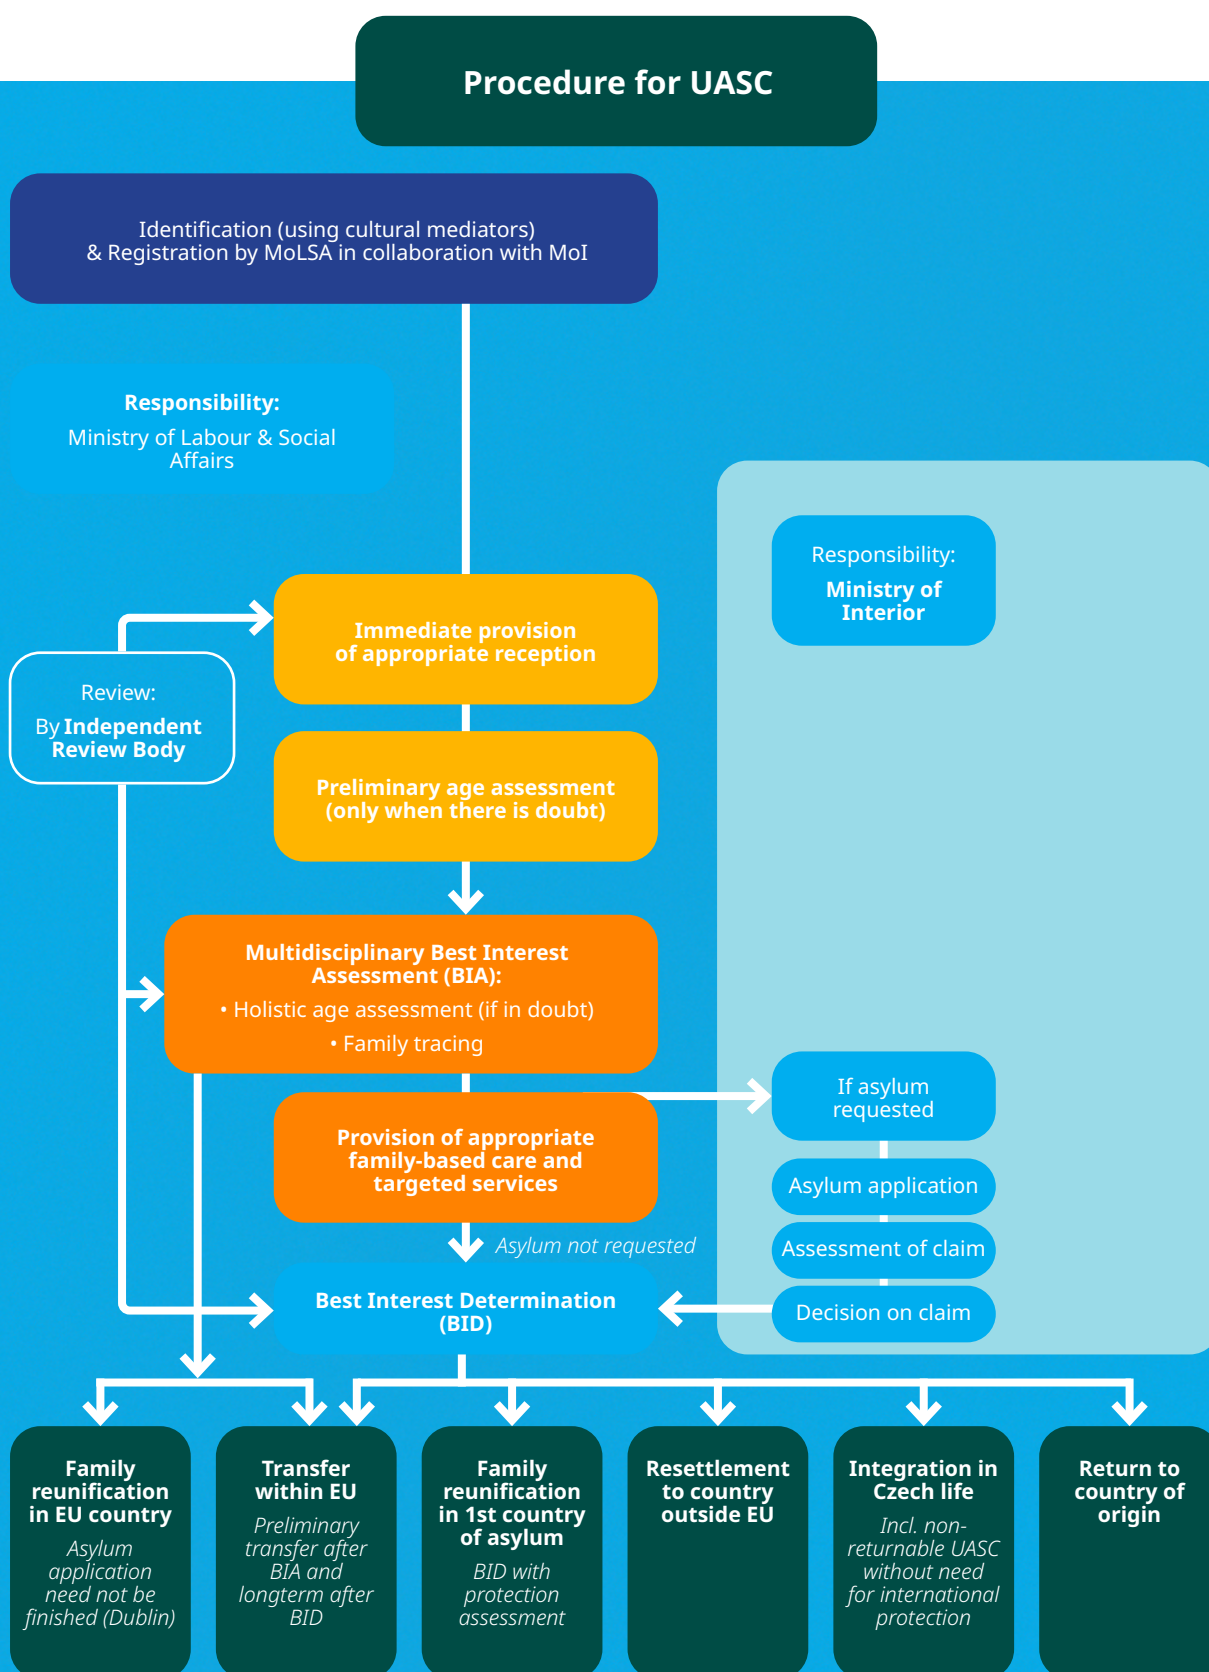 Procedure for UASC
Identification (using cultural mediators)
& Registration by MoLSA in collaboration with MoI
Responsibility:
Ministry of Labour & Social
Affairs
Responsibility:
Ministry of
Interior
Immediate provision
of appropriate reception
Review:
By Independent
Review Body
Preliminary age assessment
(only when there is doubt)
Multidisciplinary Best Interest
Assessment (BIA):
• Holistic age assessment (if in doubt)
• Family tracing
If asylum
requested
Provision of appropriate
family-based care and
targeted services
Asylum application
Assessment of claim
Decision on claim
Asylum not requested
Best Interest Determination
(BID)
Family
reunification
in EU country
Asylum
application
need not be
finished (Dublin)
Transfer
within EU
Preliminary
transfer after
BIA and
longterm after
BID
Family
reunification
in 1st country
of asylum
BID with
protection
assessment
Resettlement
to country
outside EU
Integration in
Czech life
Incl. non-
returnable UASC
without need
for international
protection
Return to
country of
origin